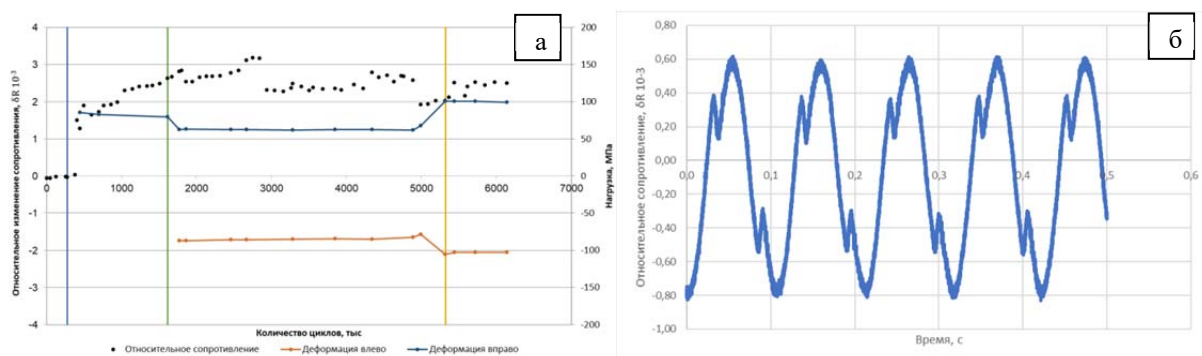 а
4
3
2
1
0
-1
-2
-3
-4
Относительное изменение сопротивления, δR 10⁻³
200
150
100
50
0
-50
-100
-150
-200
Нагрузка, МПа
0 1000 2000 3000 4000 5000 6000 7000
Количество циклов, тыс
Относительное сопротивление Деформация влево Деформация вправо
б
0,80
0,60
0,40
0,20
0,00
-0,20
-0,40
-0,60
-0,80
-1,00
Относительное сопротивление, δR 10-3
0,0 0,1 0,2 0,3 0,4 0,5 0,6
Время, с